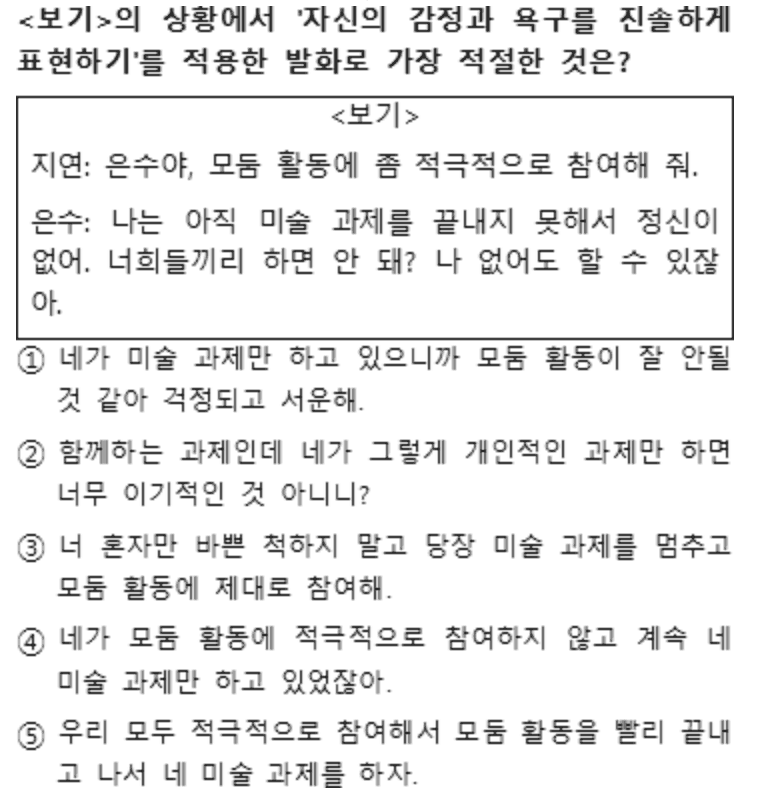 <보기>의 상황에서 '자신의 감정과 욕구를 진솔하게
표현하기'를 적용한 발화로 가장 적절한 것은?
<보기>
지연: 은수야, 모둠 활동에 좀 적극적으로 참여해 줘.
은수: 나는 아직 미술 과제를 끝내지 못해서 정신이
없어. 너희들끼리 하면 안 돼? 나 없어도 할 수 있잖
아.
① 네가 미술 과제만 하고 있으니까 모둠 활동이 잘 안될
것 같아 걱정되고 서운해.
② 함께하는 과제인데 네가 그렇게 개인적인 과제만 하면
너무 이기적인 것 아니니?
③ 너 혼자만 바쁜 척하지 말고 당장 미술 과제를 멈추고
모둠 활동에 제대로 참여해.
④ 네가 모둠 활동에 적극적으로 참여하지 않고 계속 네
미술 과제만 하고 있었잖아.
⑤ 우리 모두 적극적으로 참여해서 모둠 활동을 빨리 끝내
고 나서 네 미술 과제를 하자.